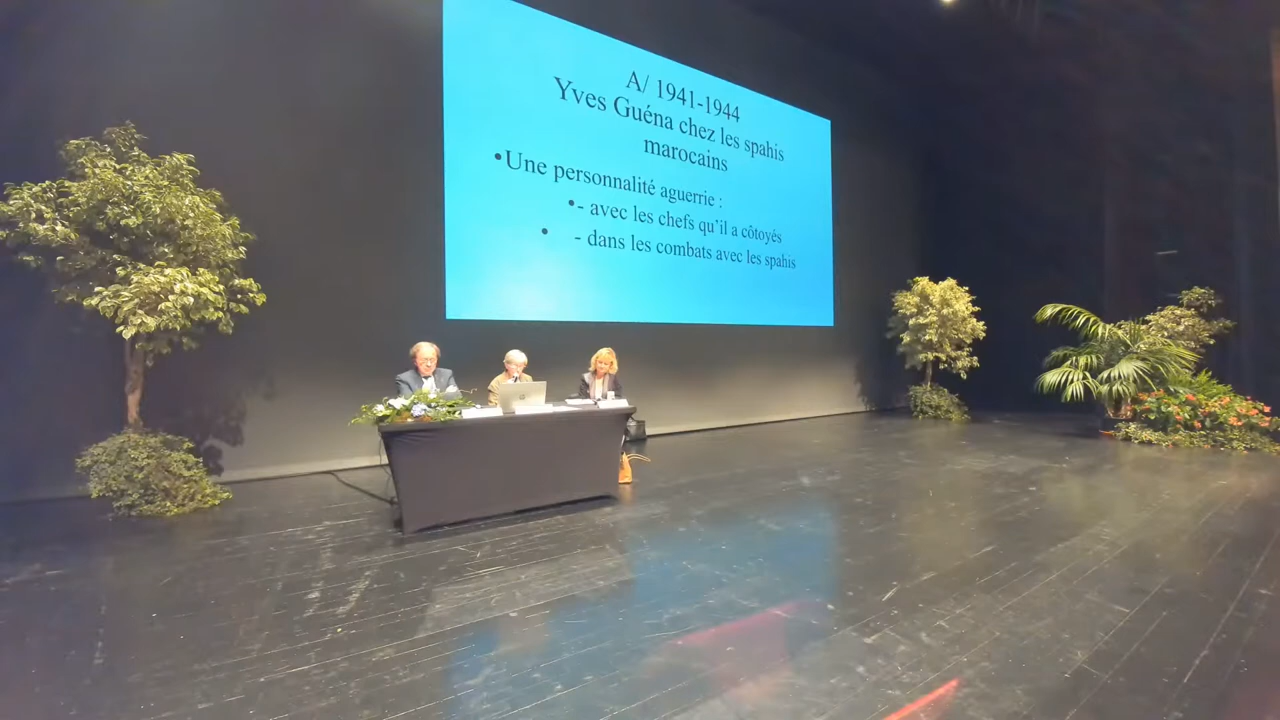 A/ 1941-1944
Yves Guéna chez les spahis
marocains
•Une personnalité aguerrie :
•- avec les chefs qu’il a côtoyés
• - dans les combats avec les spahis